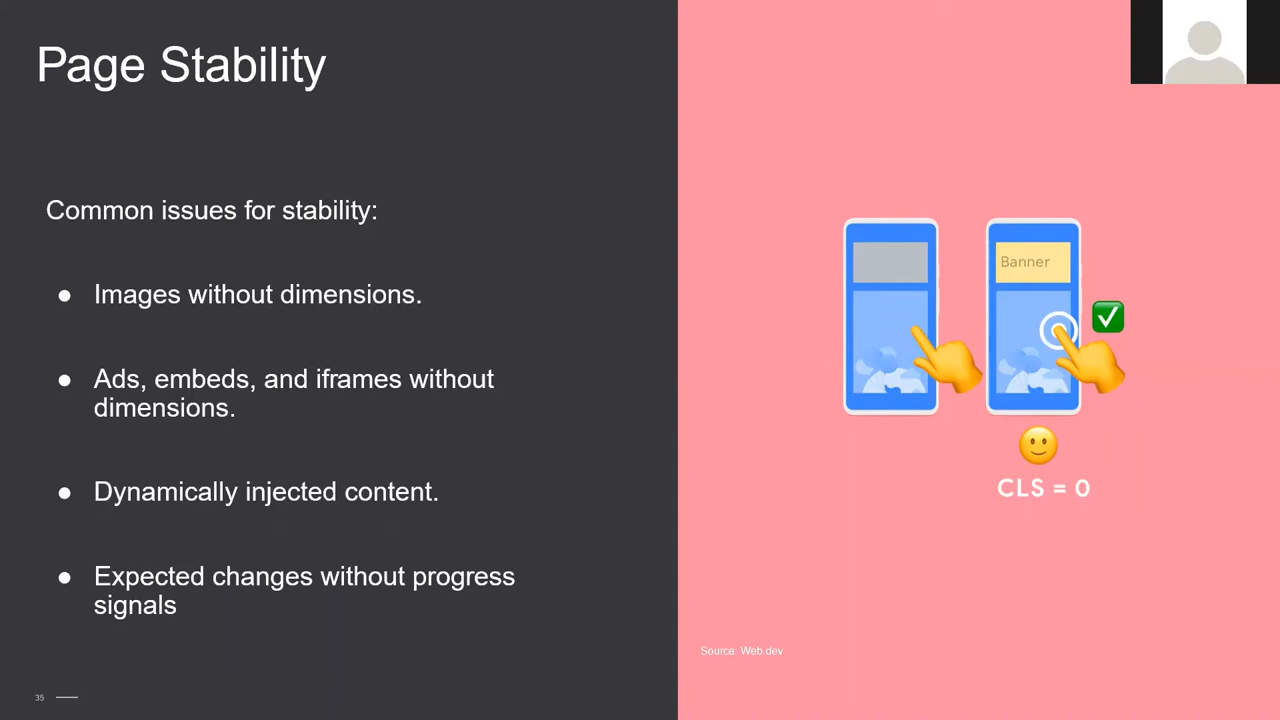 Page Stability
Common issues for stability:
● Images without dimensions.
● Ads, embeds, and iframes without
dimensions.
● Dynamically injected content.
● Expected changes without progress
signals
Banner
CLS = 0
Source: Web.dev
35